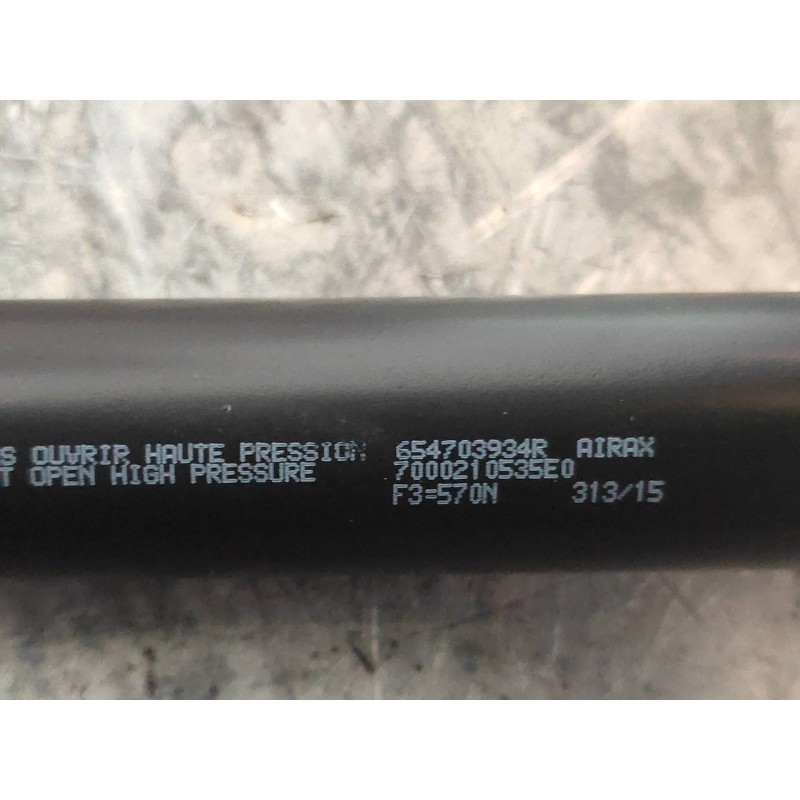 S OUVRIR HAUTE PRESSION 654703934R AIRAX
T OPEN HIGH PRESSURE 7000210535E0
F3=570N 313/15